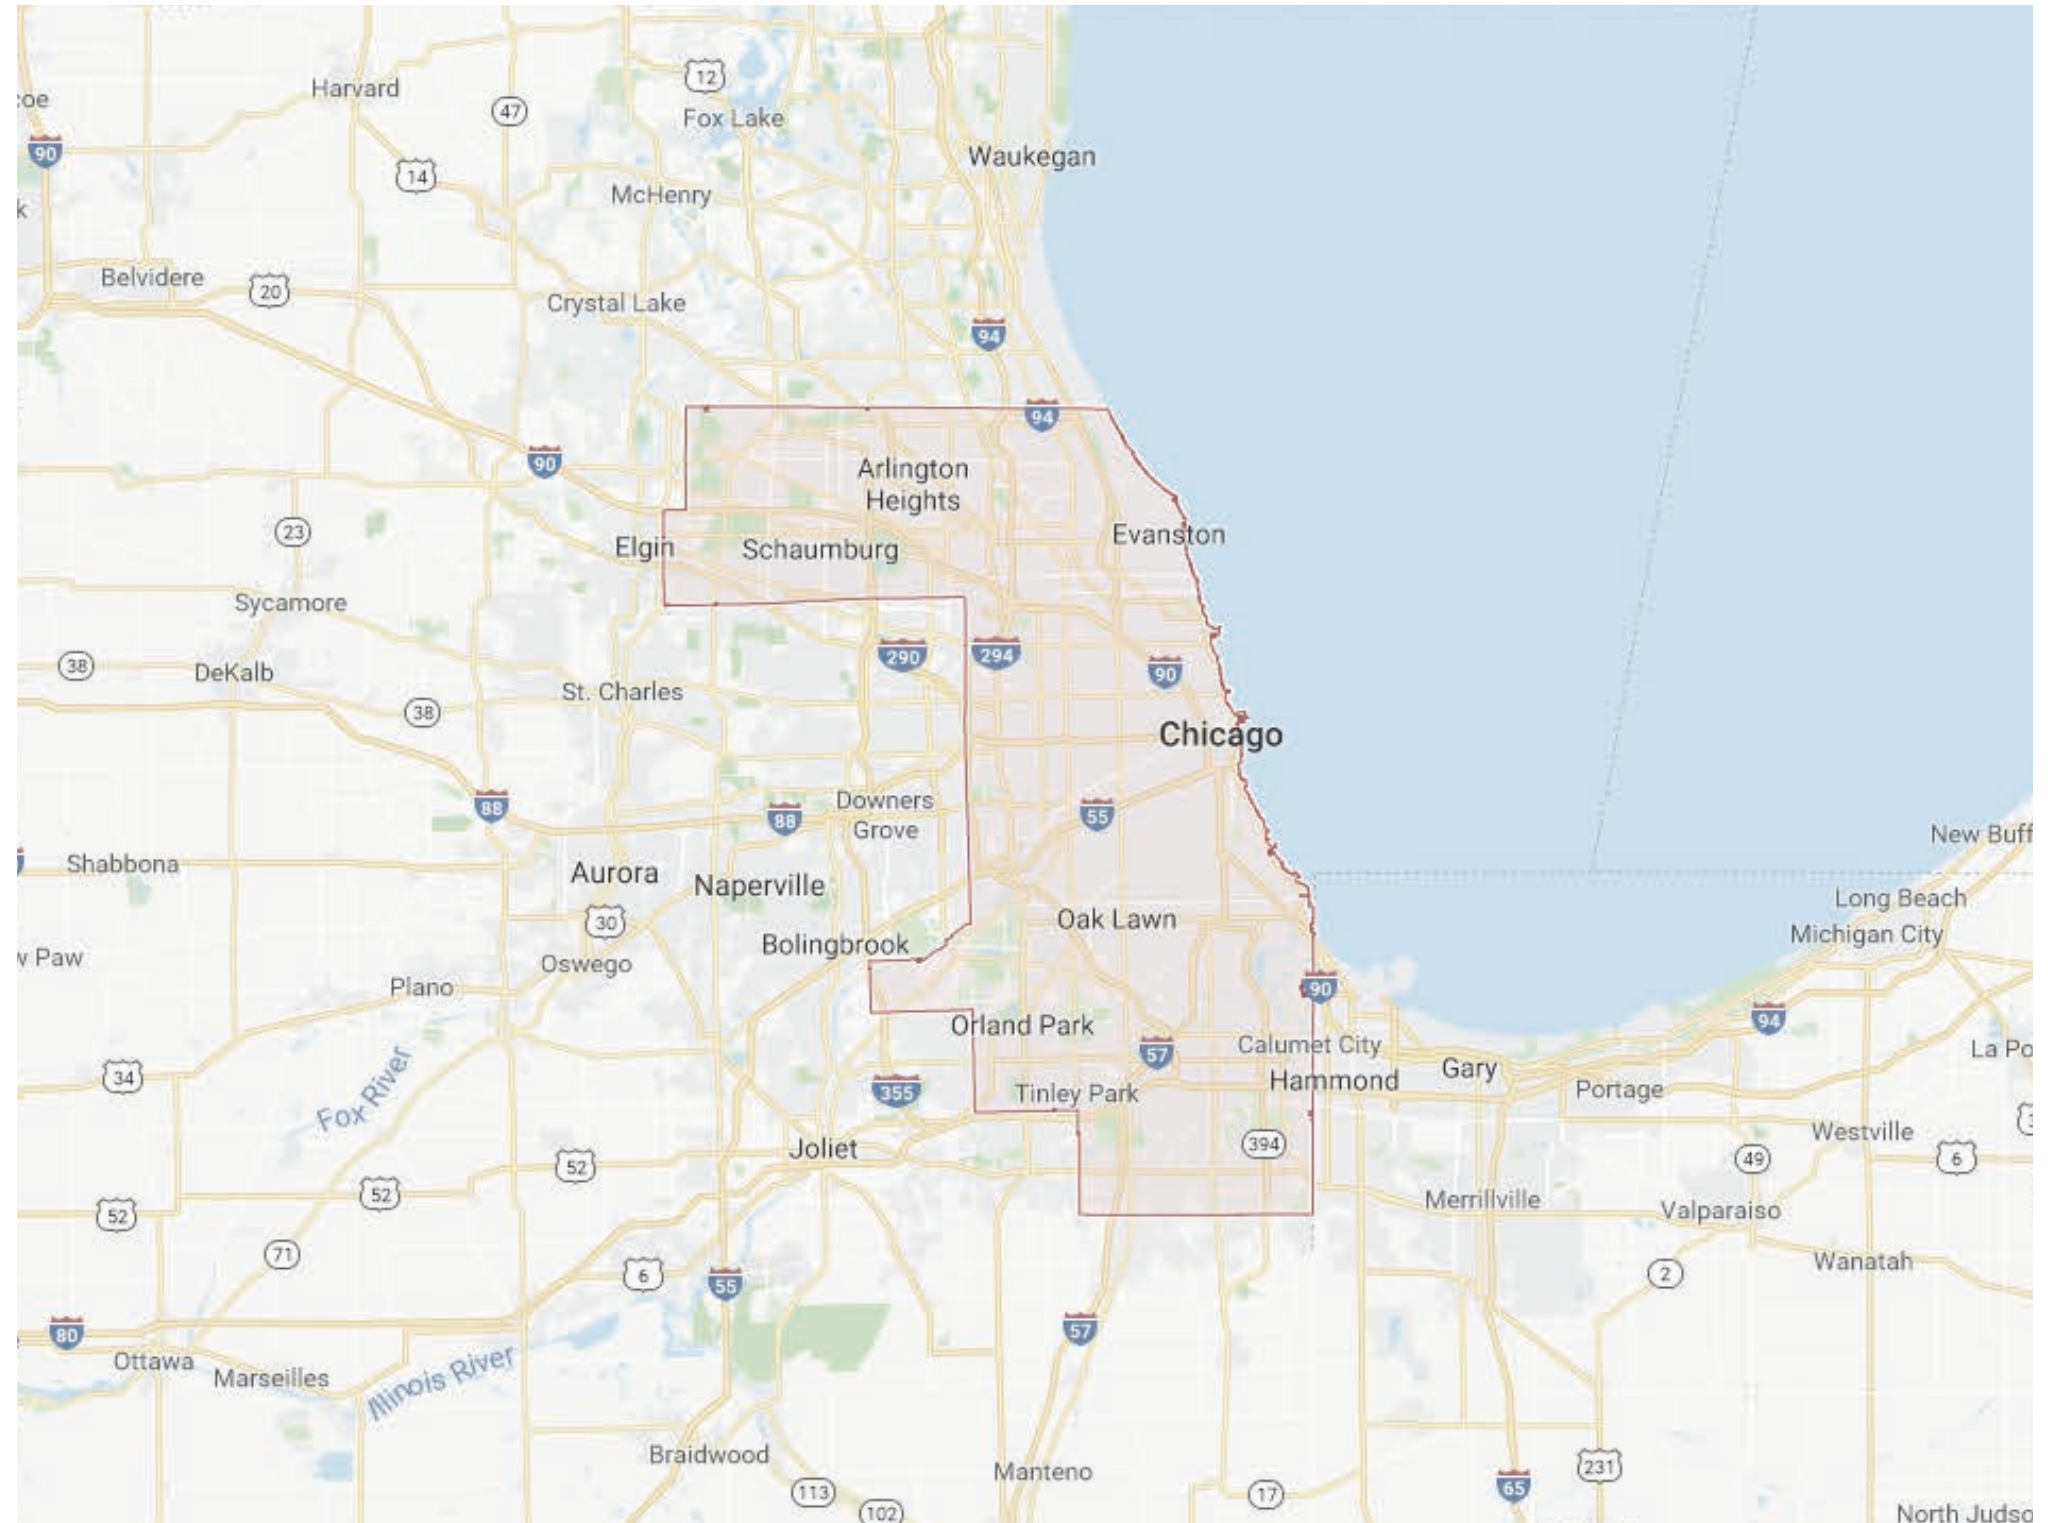 12
Harvard
coe
47
Fox Lake
90
Waukegan
14
McHenry
k
Belvidere
20
Crystal Lake
94
94
90
Arlington
Heights
23
Elgin
Schaumburg
Evanston
Sycamore
38
DeKalb
290
294
90
St. Charles
38
Chicago
88
88
Downers
Grove
55
New Buff
Shabbona
Aurora
Naperville
Long Beach
30
Oak Lawn
Michigan City
Bolingbrook
w Paw
Oswego
Plano
90
94
Orland Park
57
Calumet City
La Po
34
Fox River
355
Tinley Park
Hammond
Gary
Portage
Joliet
394
Westville
52
49
6
52
52
Merrillville
Valparaiso
71
6
55
2
Wanatah
80
57
Ottawa
Marseilles
Illinois River
Braidwood
Manteno
231
113
102
17
65
North Judso